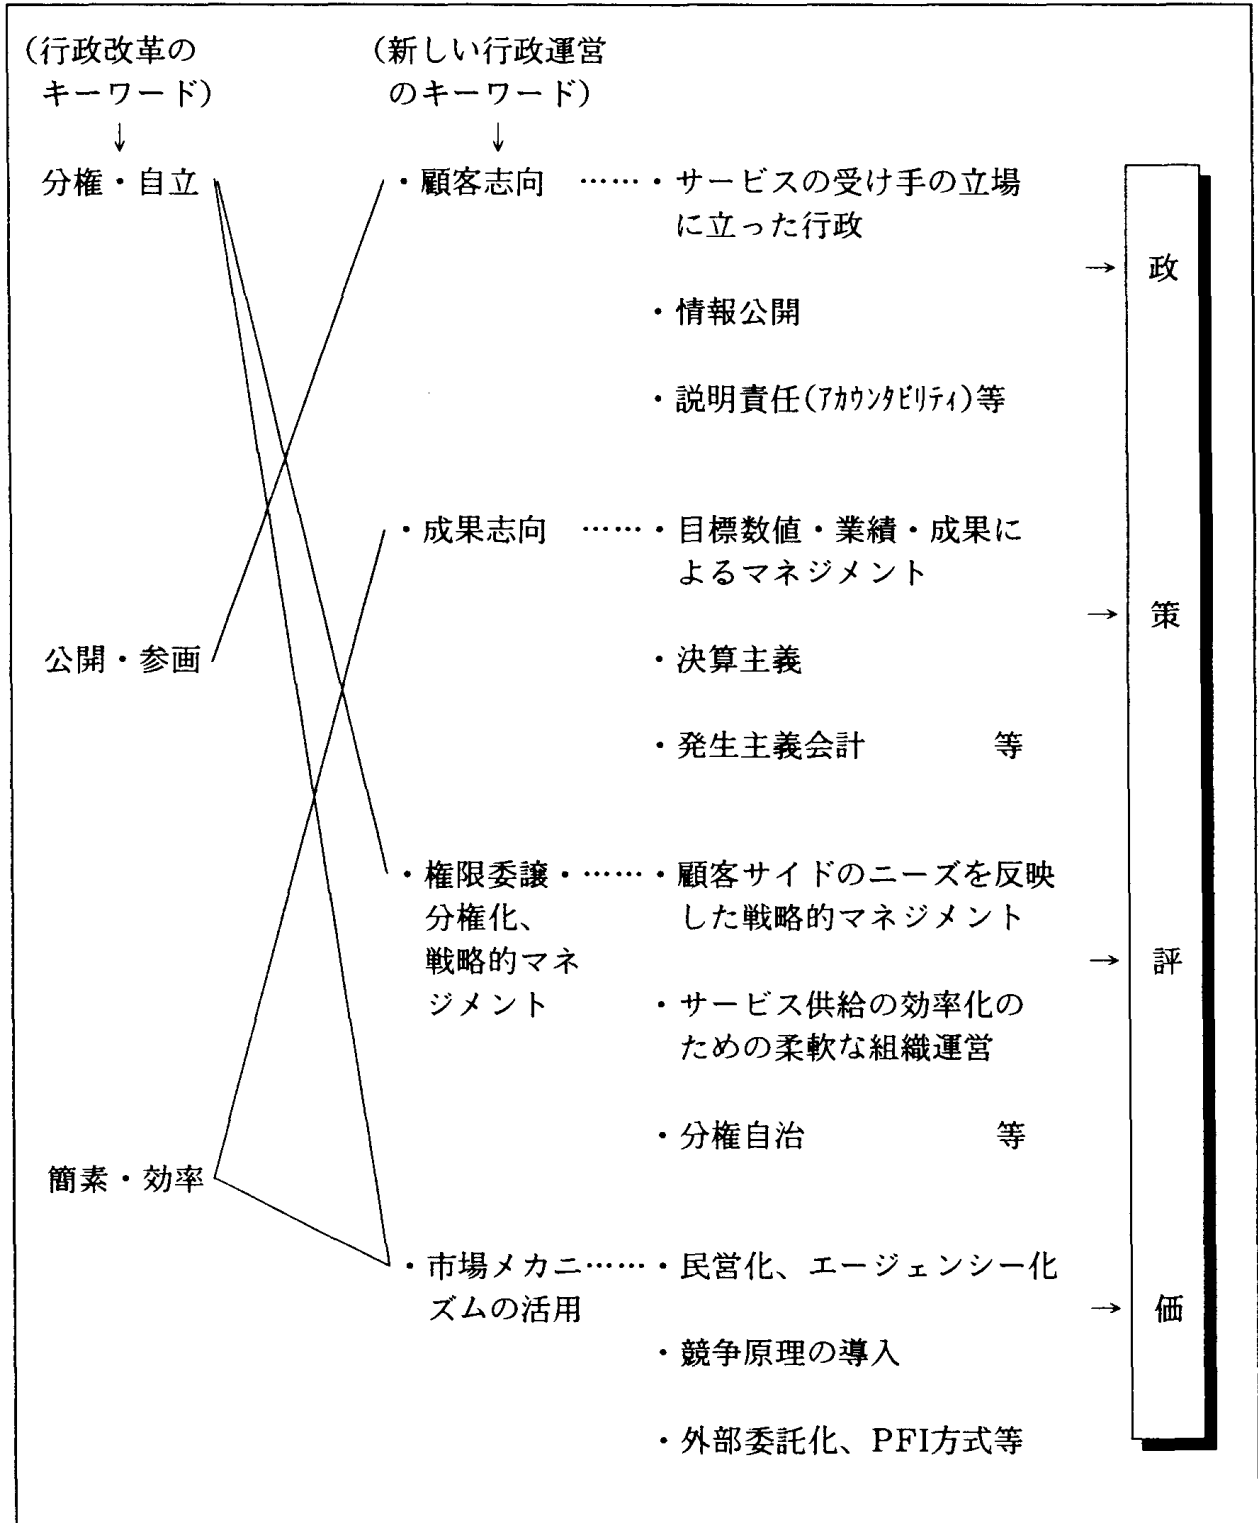 (行政改革の
キーワード)
↓
分権・自立
公開・参画
簡素・効率
(新しい行政運営
のキーワード)
↓
・顧客志向 ……・サービスの受け手の立場
に立った行政
・情報公開
・説明責任(アカウンタビリティ)等
・成果志向 ……・目標数値・業績・成果に
よるマネジメント
・決算主義
・発生主義会計 等
・権限委譲・……・顧客サイドのニーズを反映
分権化、 した戦略的マネジメント
戦略的マネ
ジメント ・サービス供給の効率化の
ための柔軟な組織運営
・分権自治 等
・市場メカニ……・民営化、エージェンシー化
ズムの活用
・競争原理の導入
・外部委託化、PFI方式等
→ 政
→ 策
→ 評
→ 価